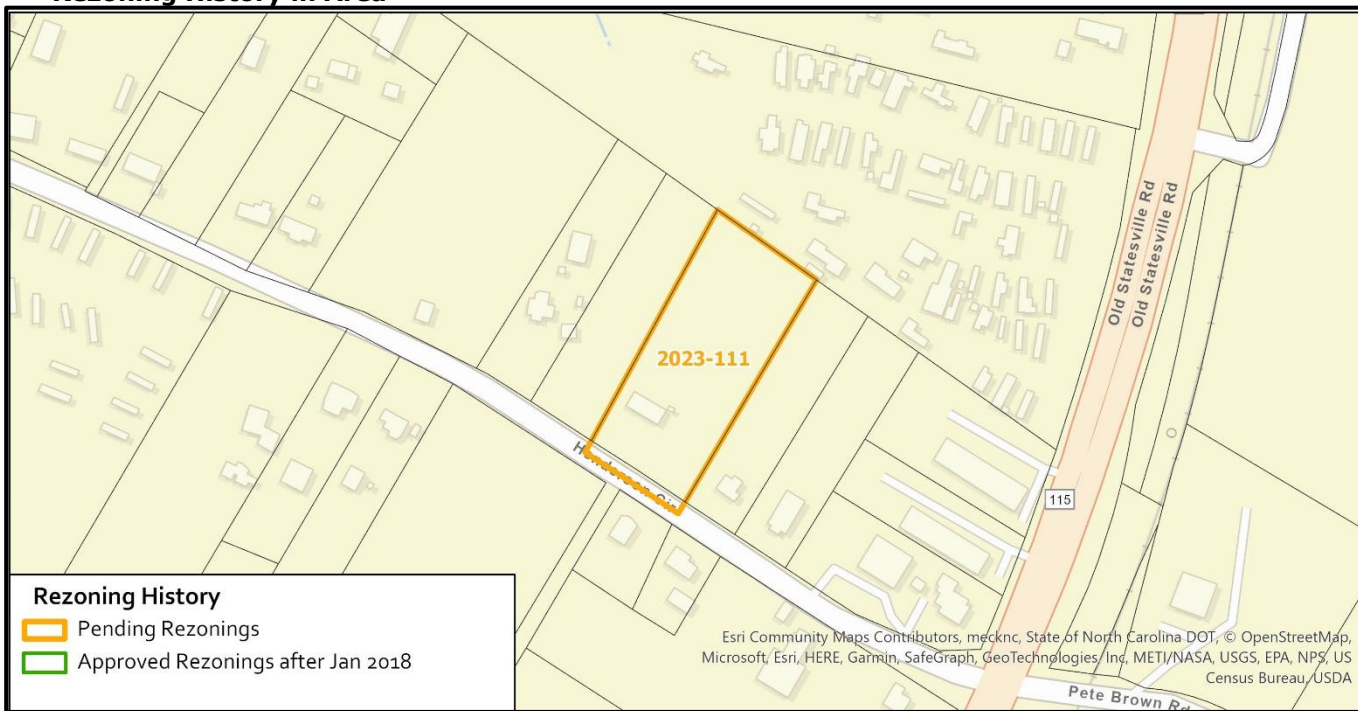 Rezoning History in Area
Old Statesville Rd
Old Statesville Rd
2023-111
Henderson Cir
115
Rezoning History
Pending Rezonings
Approved Rezonings after Jan 2018
Esri Community Maps Contributors, mecknc, State of North Carolina DOT, © OpenStreetMap,
Microsoft, Esri, HERE, Garmin, SafeGraph, GeoTechnologies, Inc, METI/NASA, USGS, EPA, NPS, US
Census Bureau, USDA
Pete Brown Rd